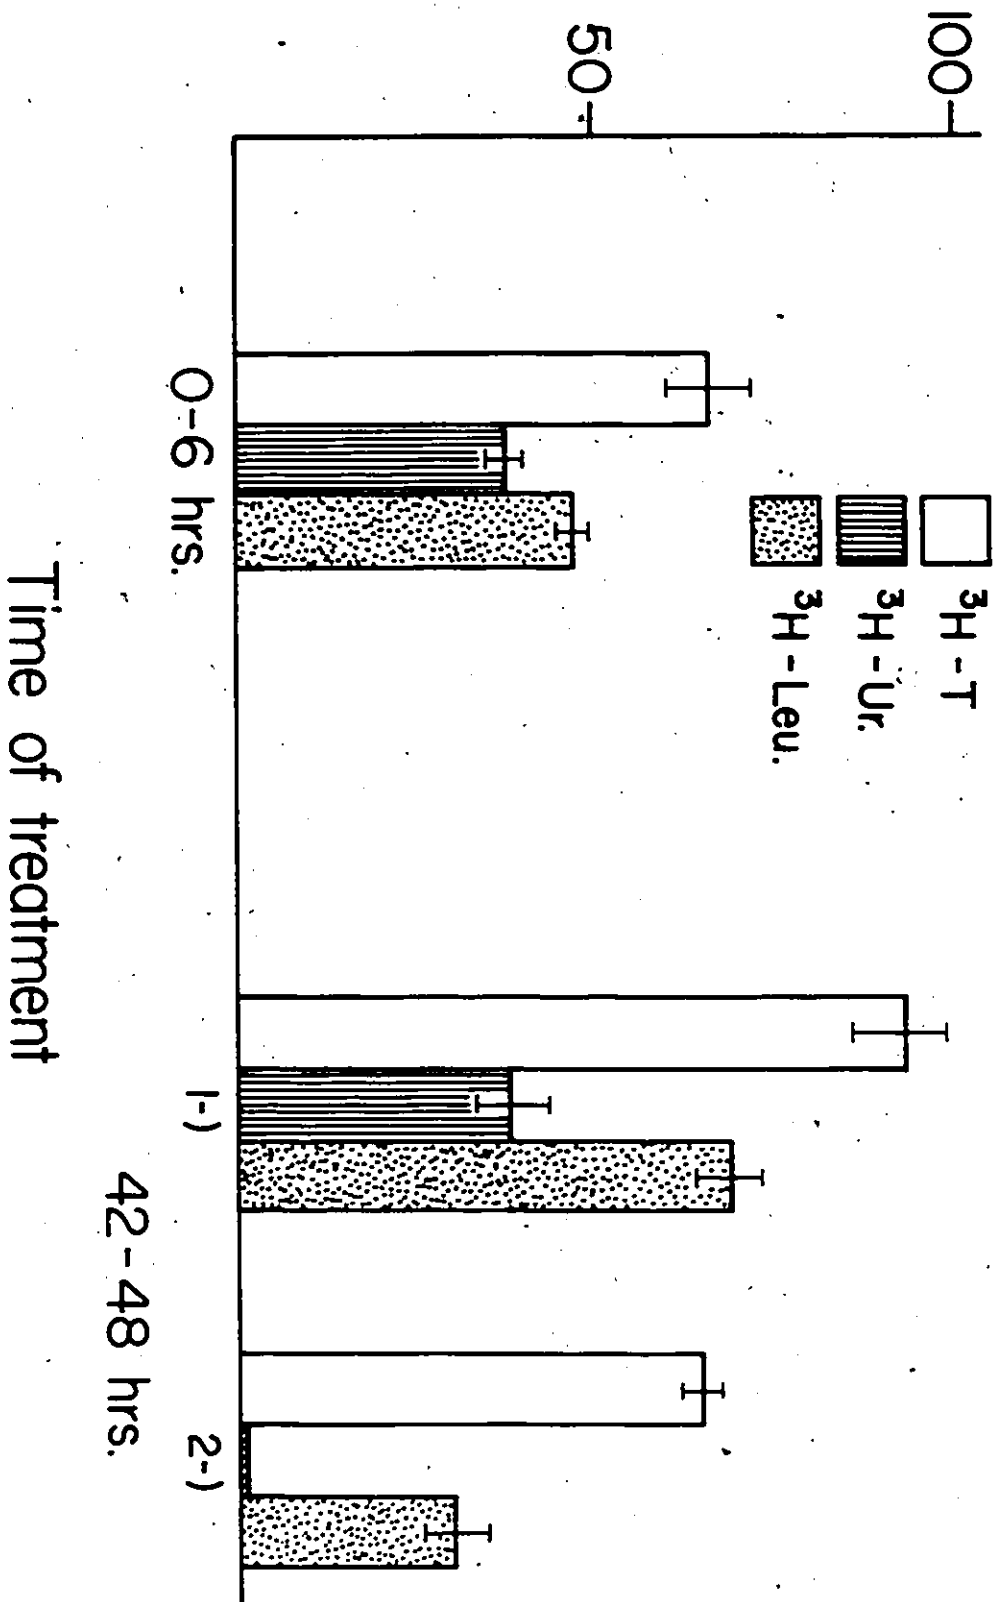 100
50
³H - T
³H - Ur.
³H - Leu.
0-6 hrs.
1-)
2-)
42-48 hrs.
Time of treatment